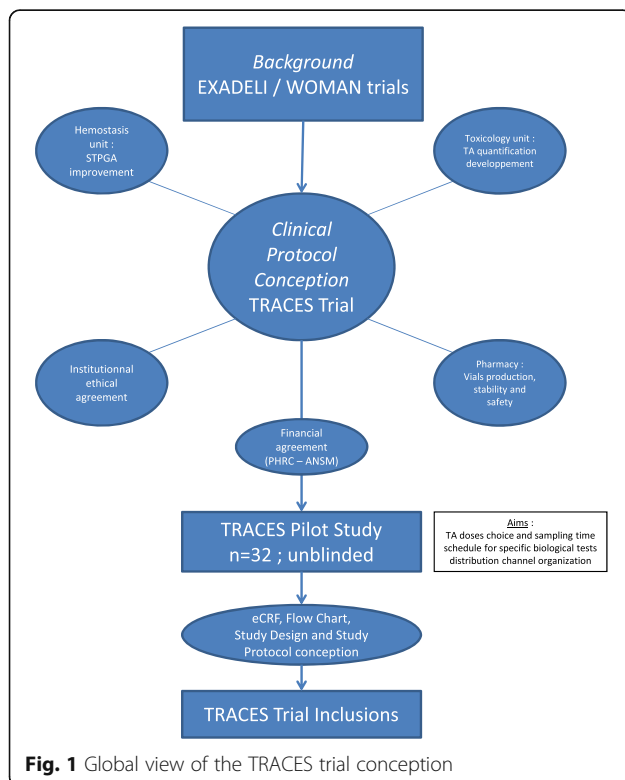 Background
EXADELI / WOMAN trials
Hemostasis
unit :
STPGA
improvement
Toxicology unit :
TA quantification
developpement
Clinical
Protocol
Conception
TRACES Trial
Institutionnal
ethical
agreement
Pharmacy :
Vials production,
stability and
safety
Financial
agreement
(PHRC – ANSM)
TRACES Pilot Study
n=32 ; unblinded
Aims :
TA doses choice and sampling time
schedule for specific biological tests
distribution channel organization
eCRF, Flow Chart,
Study Design and Study
Protocol conception
TRACES Trial Inclusions
Fig. 1 Global view of the TRACES trial conception